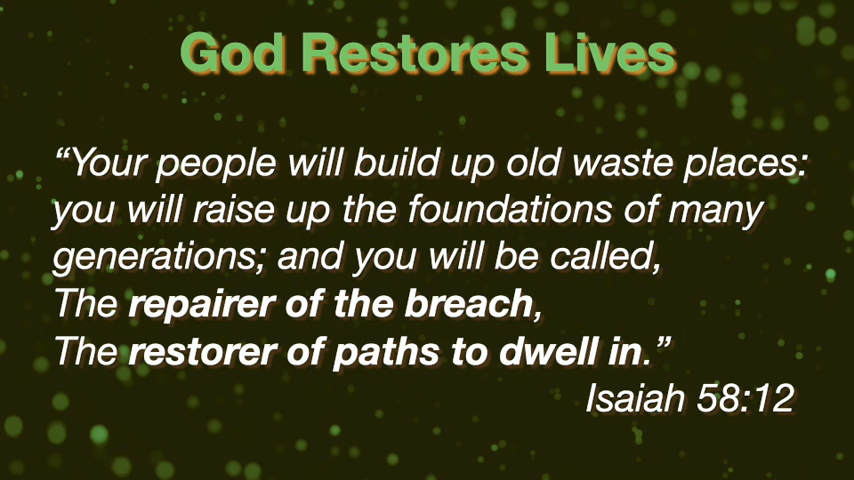 God Restores Lives
“Your people will build up old waste places:
you will raise up the foundations of many
generations; and you will be called,
The repairer of the breach,
The restorer of paths to dwell in.”
Isaiah 58:12